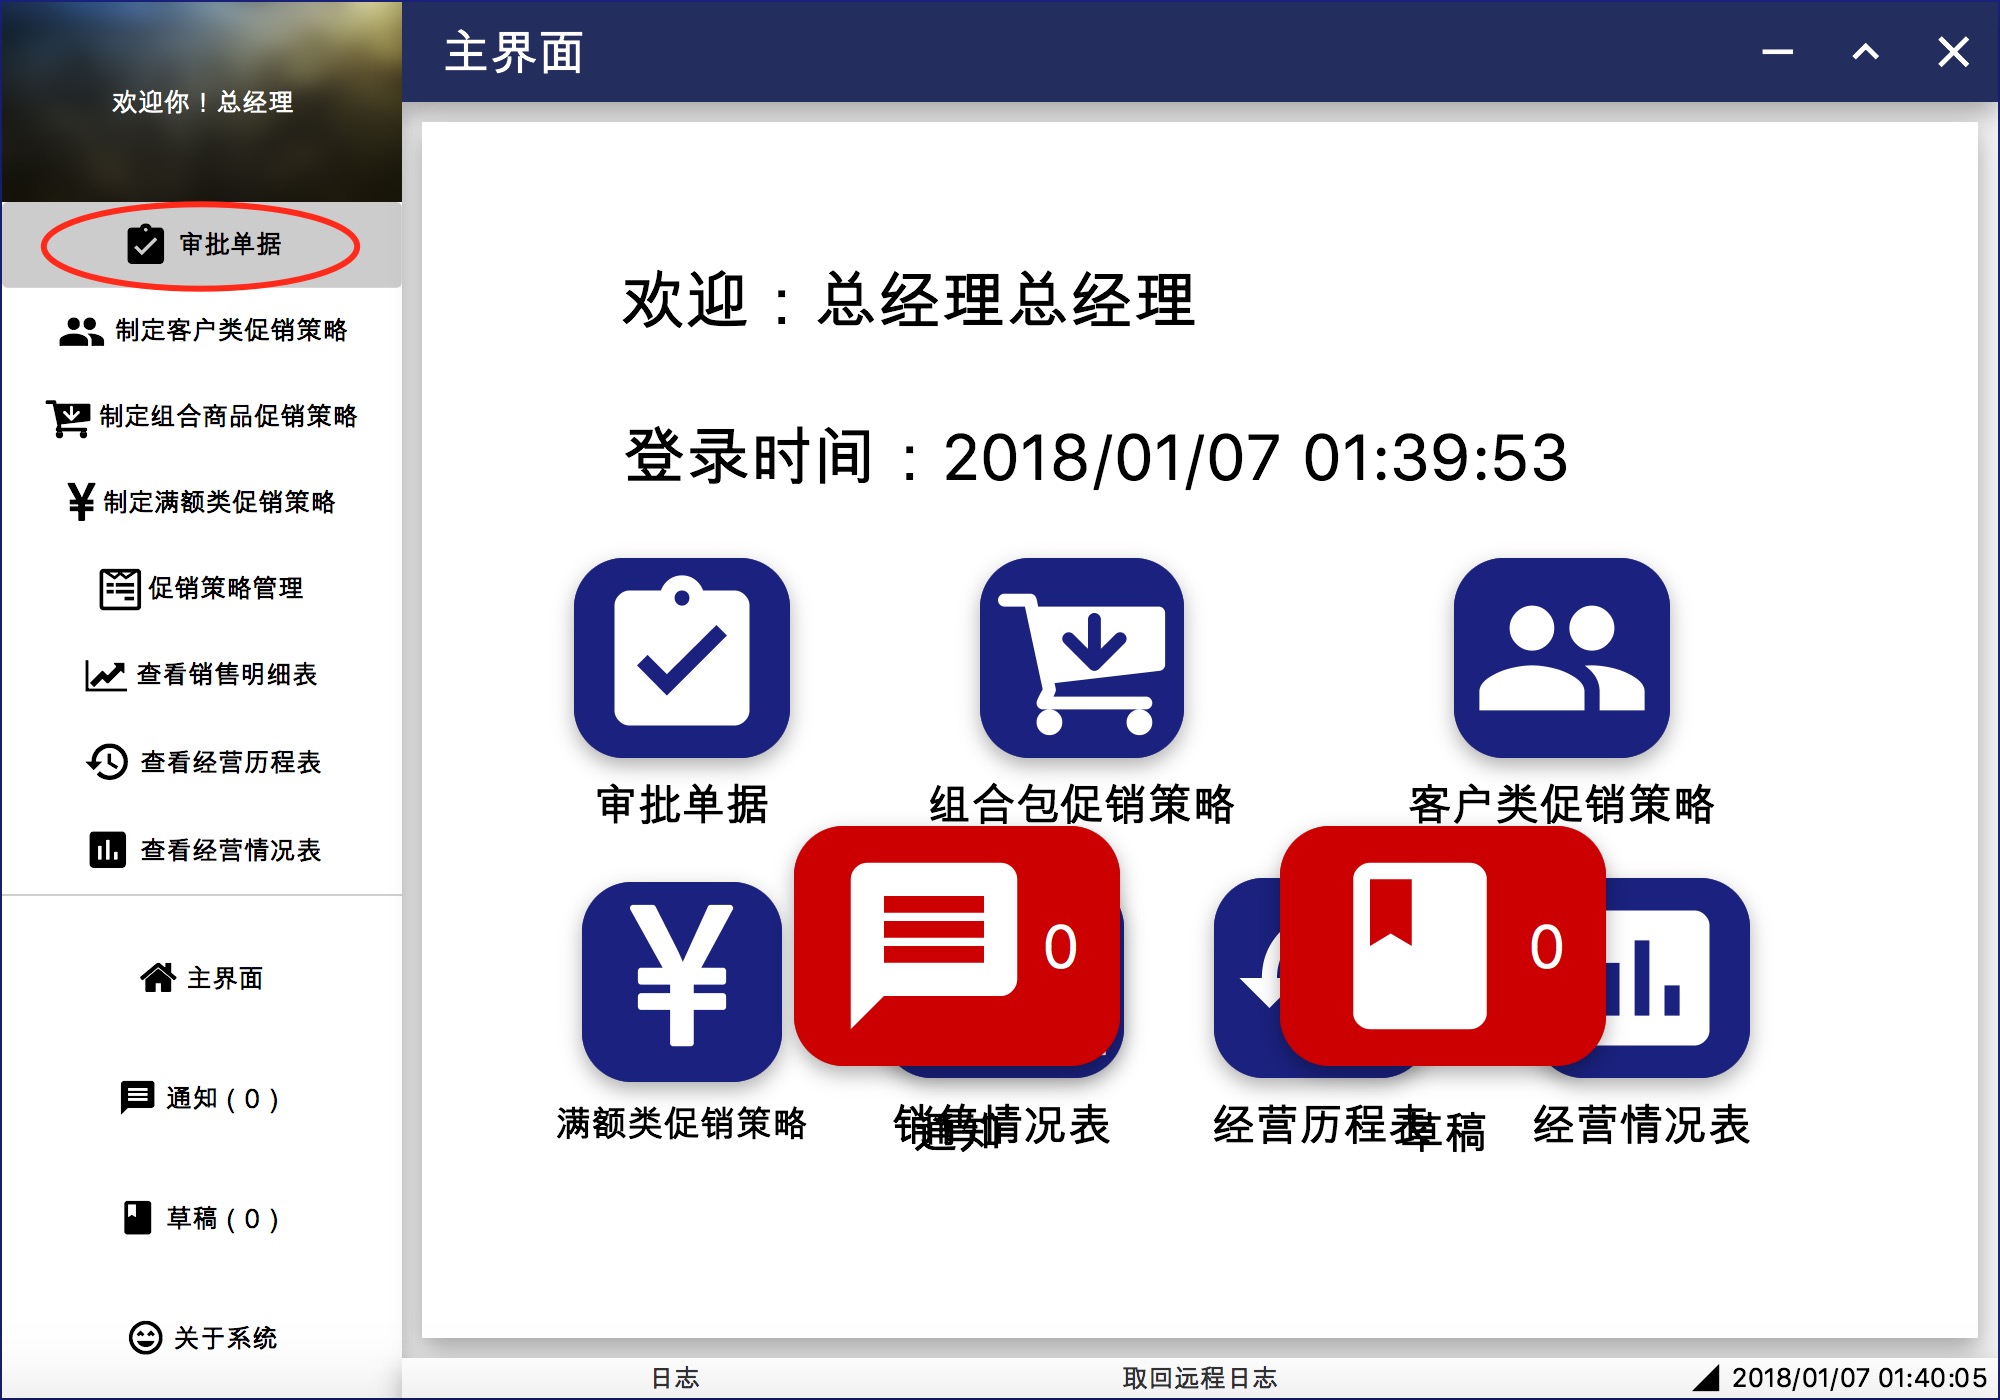 欢迎你！总经理
审批单据
制定客户类促销策略
制定组合商品促销策略
制定满额类促销策略
促销策略管理
查看销售明细表
查看经营历程表
查看经营情况表
主界面
通知 ( 0 )
草稿 ( 0 )
关于系统
主界面
欢迎：总经理总经理
登录时间：2018/01/07 01:39:53
审批单据
组合包促销策略
客户类促销策略
0
0
满额类促销策略
销售情况表
通知
经营历程表
草稿
经营情况表
日志
取回远程日志
2018/01/07 01:40:05